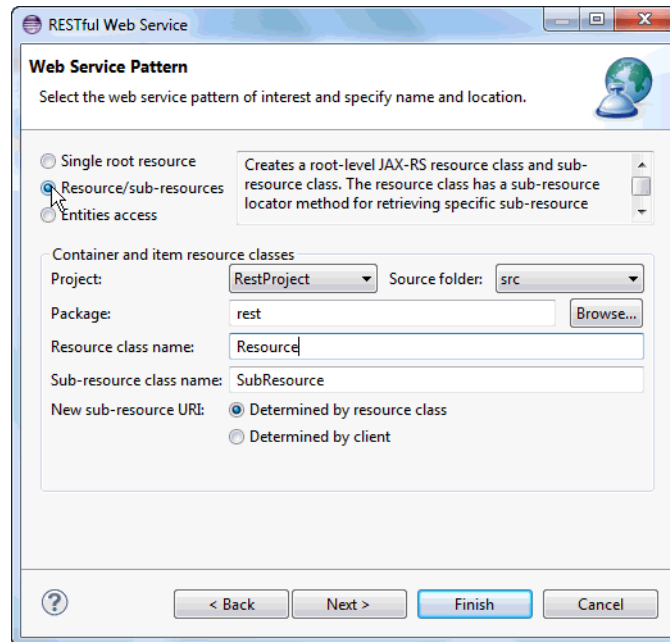 RESTful Web Service
Web Service Pattern
Select the web service pattern of interest and specify name and location.
Single root resource
Resource/sub-resources
Entities access
Creates a root-level JAX-RS resource class and sub-
resource class. The resource class has a sub-resource
locator method for retrieving specific sub-resource
Container and item resource classes
Project: RestProject Source folder: src
Package: rest Browse...
Resource class name: Resource
Sub-resource class name: SubResource
New sub-resource URI: Determined by resource class
Determined by client
? < Back Next > Finish Cancel